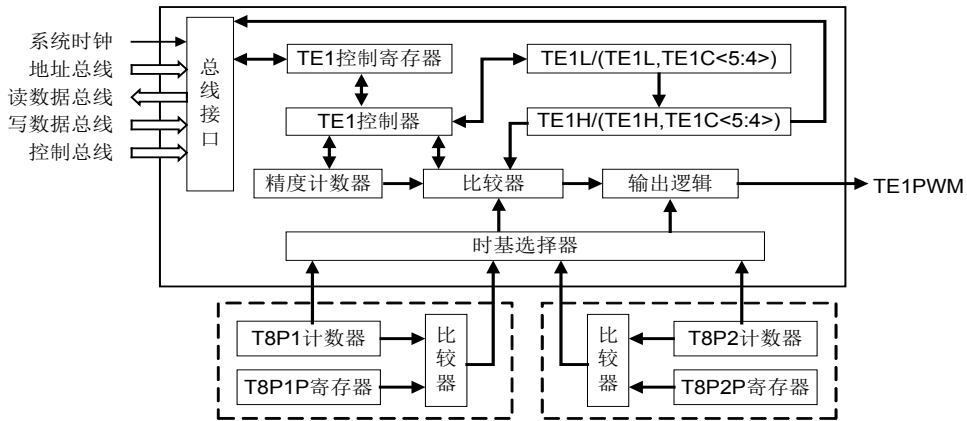 系统时钟
地址总线
读数据总线
写数据总线
控制总线
总线接口
TE1控制寄存器
TE1L/(TE1L,TE1C<5:4>)
TE1控制器
TE1H/(TE1H,TE1C<5:4>)
精度计数器
比较器
输出逻辑
TE1PWM
时基选择器
T8P1计数器
比较器
T8P1P寄存器
比较器
T8P2计数器
T8P2P寄存器